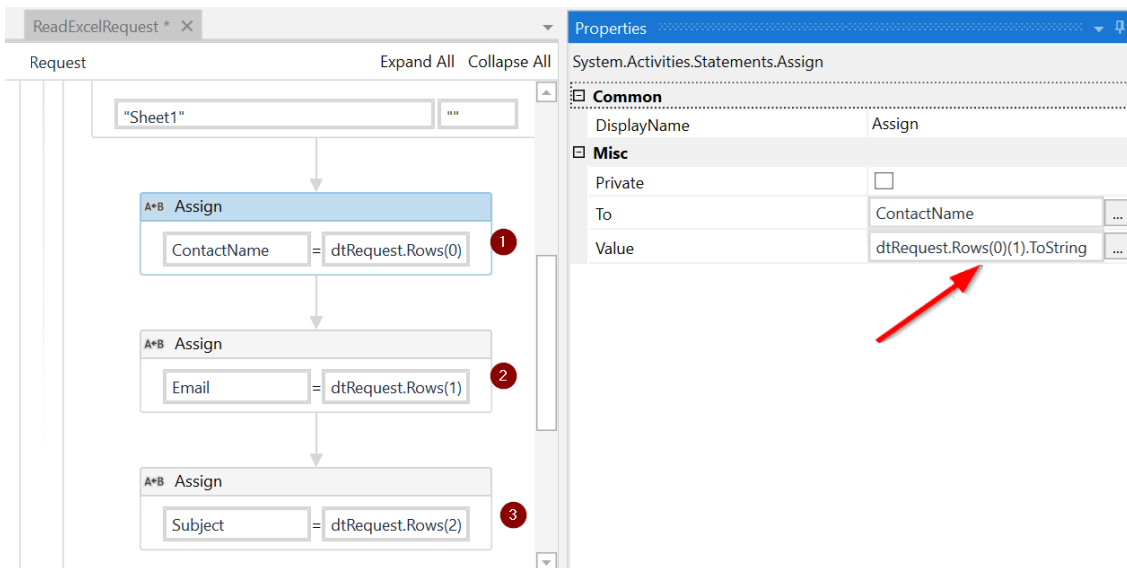 ReadExcelRequest *
Request
Expand All Collapse All
"Sheet1"
""
A+B Assign
ContactName = dtRequest.Rows(0)
1
A+B Assign
Email = dtRequest.Rows(1)
2
A+B Assign
Subject = dtRequest.Rows(2)
3
Properties
System.Activities.Statements.Assign
Common
DisplayName Assign
Misc
Private
To ContactName ...
Value dtRequest.Rows(0)(1).ToString ...